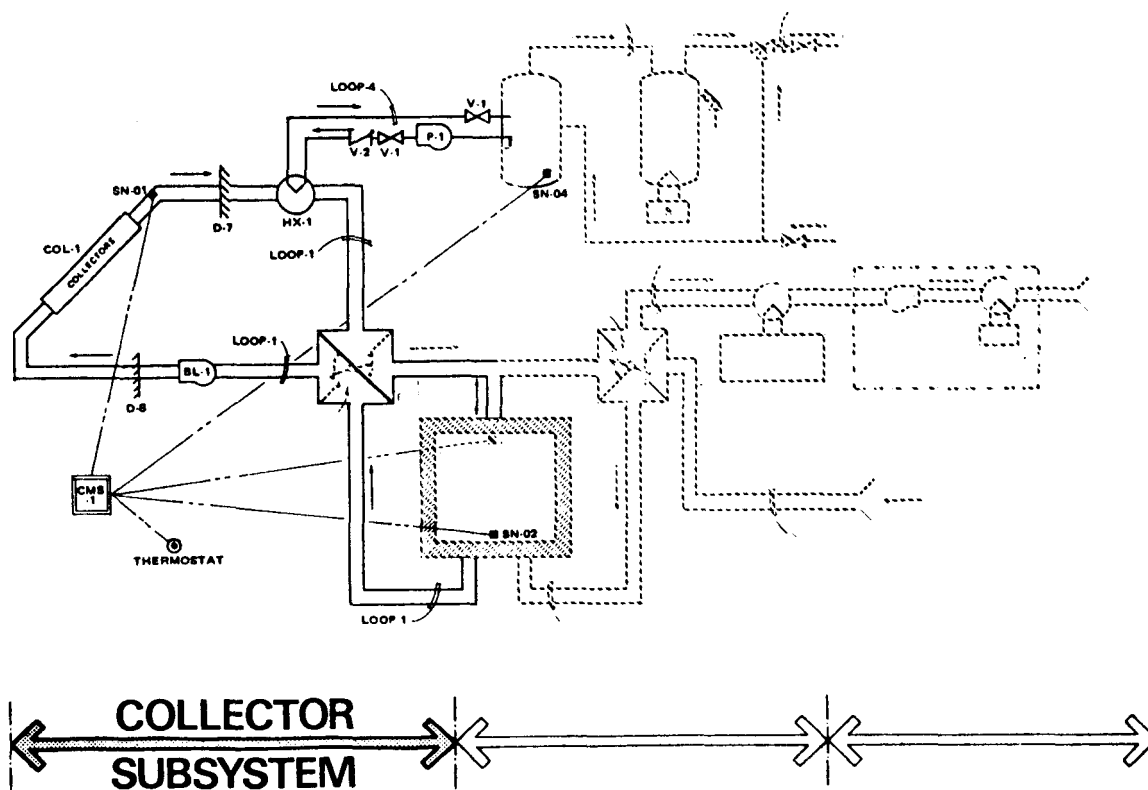 LOOP-4
V-1
V-2
V-1
P-1
SN-01
D-7
HX-1
SN-04
COL-1
COLLECTORS
LOOP-1
LOOP-1
BL-1
D-6
CMS
-1
SN-02
THERMOSTAT
LOOP 1
COLLECTOR
SUBSYSTEM